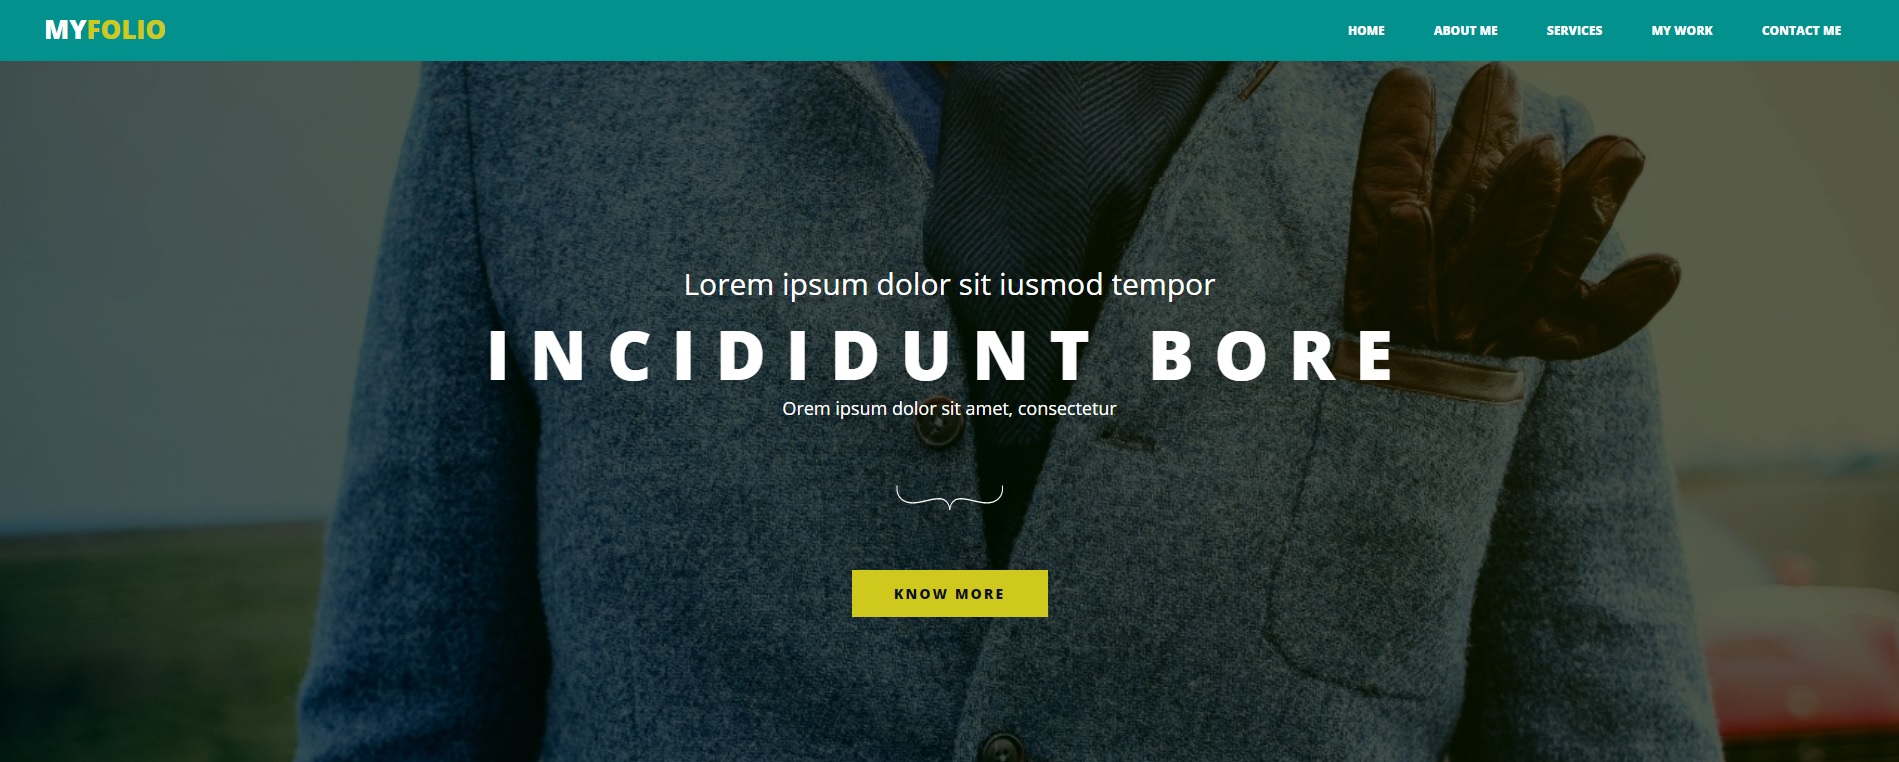 MYFOLIO
HOME ABOUT ME SERVICES MY WORK CONTACT ME
Lorem ipsum dolor sit iusmod tempor
INCIDIDUNT BORE
Orem ipsum dolor sit amet, consectetur
KNOW MORE